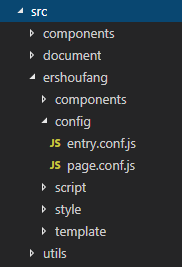 src
components
document
ershoufang
components
config
JS entry.conf.js
JS page.conf.js
script
style
template
utils